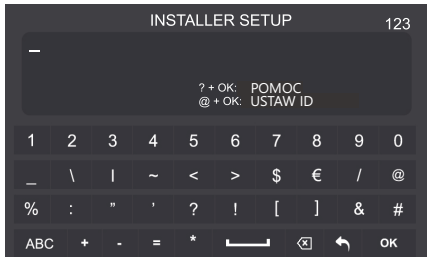 INSTALLER SETUP 123
_
? + OK: POMOC
@ + OK: USTAW ID
1 2 3 4 5 6 7 8 9 0
_ \ | ~ < > $ € / @
% : ” ’ ? ! [ ] & #
ABC + - = * OK